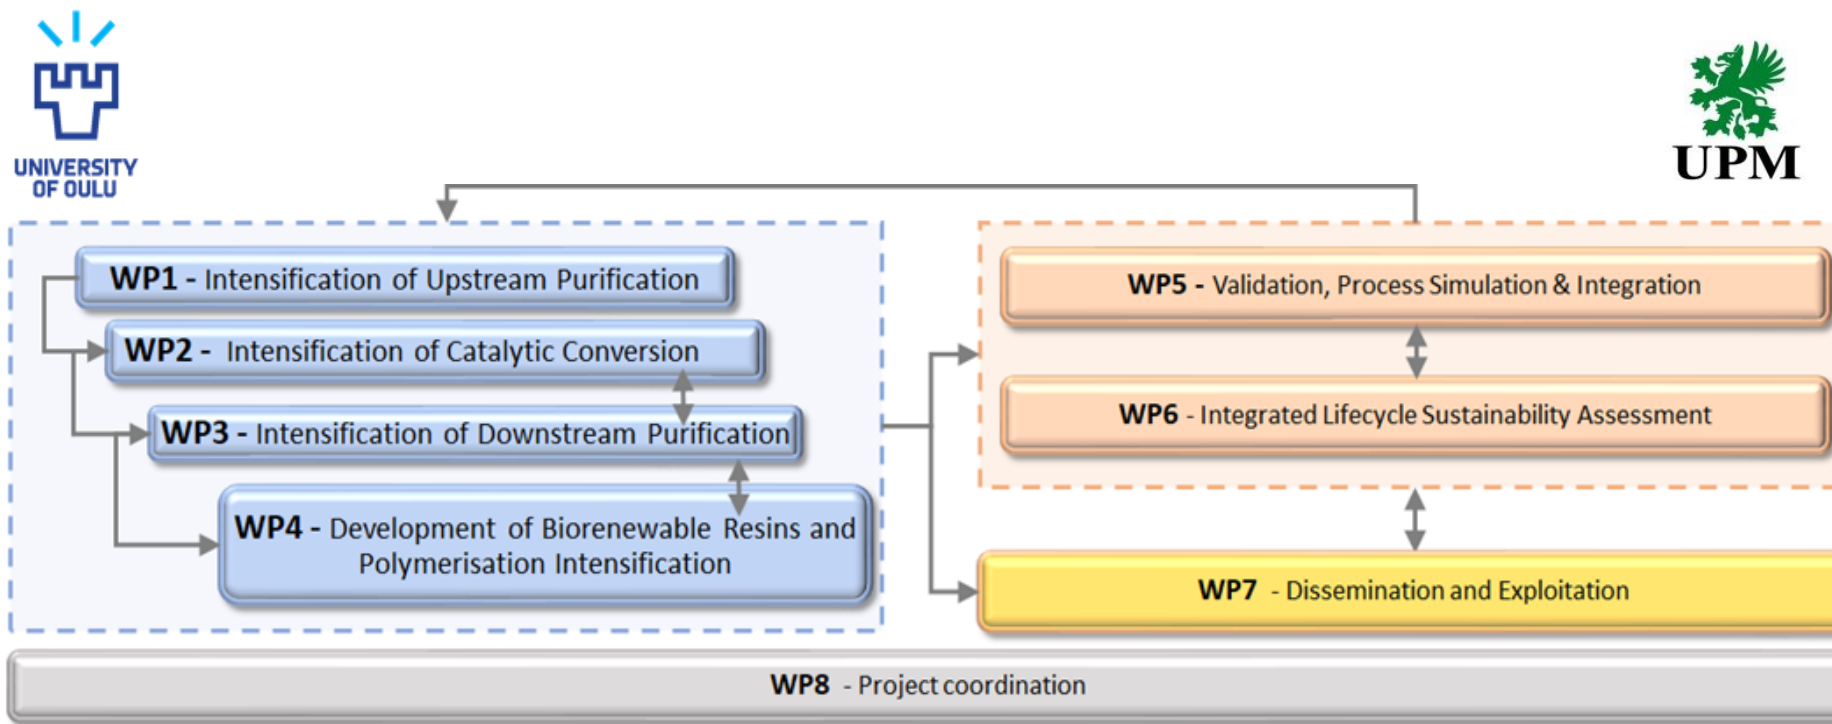 UNIVERSITY
OF OULU
UPM
WP1 - Intensification of Upstream Purification
WP2 - Intensification of Catalytic Conversion
WP3 - Intensification of Downstream Purification
WP4 - Development of Biorenewable Resins and
Polymerisation Intensification
WP5 - Validation, Process Simulation & Integration
WP6 - Integrated Lifecycle Sustainability Assessment
WP7 - Dissemination and Exploitation
WP8 - Project coordination